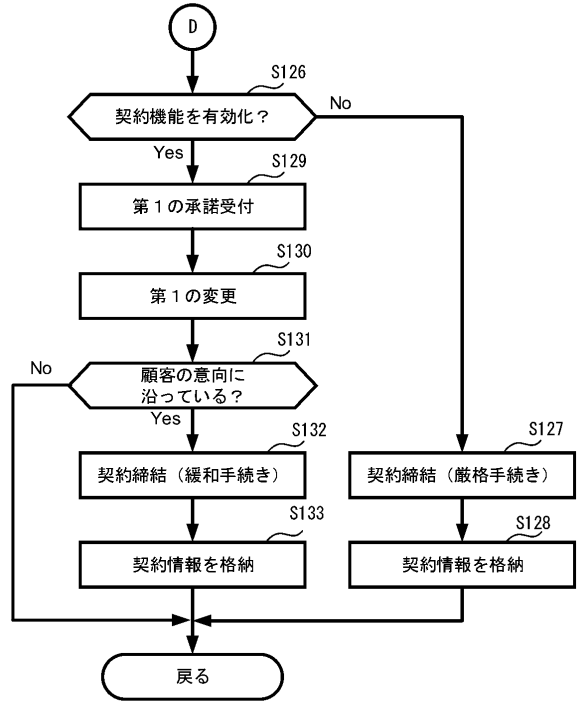 D
S126
契約機能を有効化？
No
Yes
S129
第１の承諾受付
S130
第１の変更
S131
No
顧客の意向に
沿っている？
Yes
S132
契約締結（緩和手続き）
S127
契約締結（厳格手続き）
S133
契約情報を格納
S128
契約情報を格納
戻る